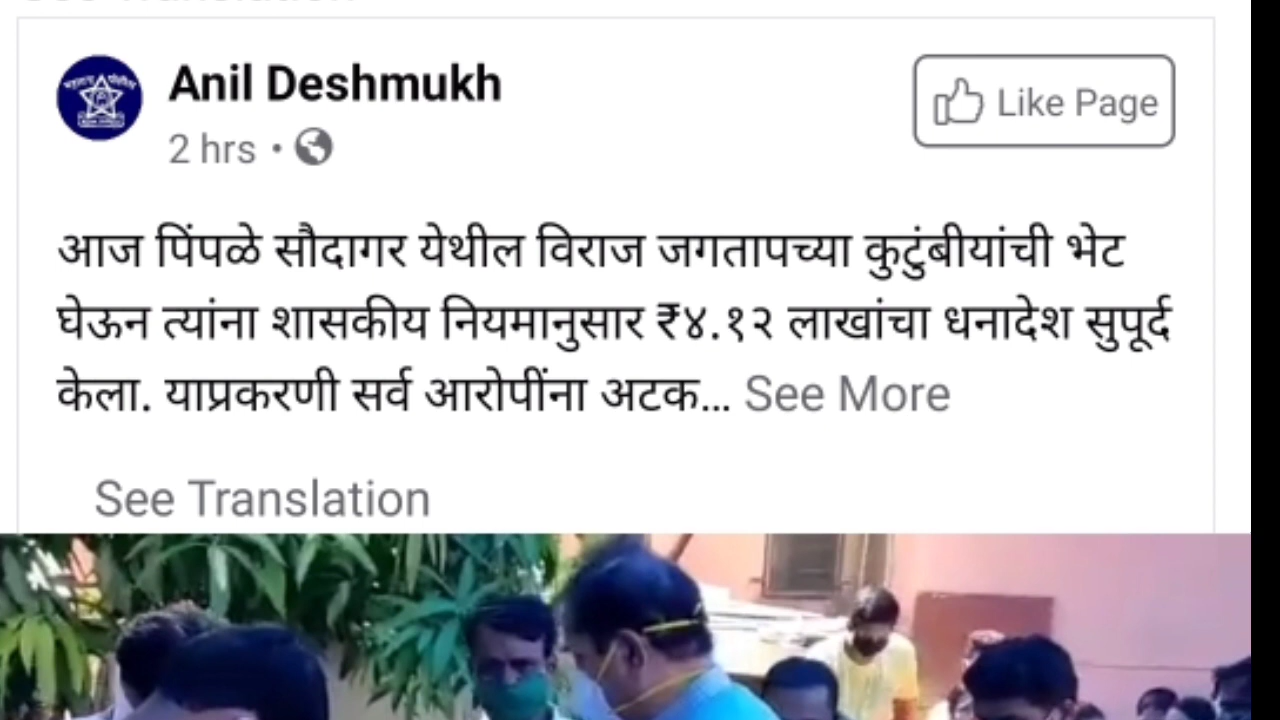 Anil Deshmukh
Like Page
2 hrs •
आज पिंपळे सौदागर येथील विराज जगतापच्या कुटुंबीयांची भेट
घेऊन त्यांना शासकीय नियमानुसार ₹४.१२ लाखांचा धनादेश सुपूर्द
केला. याप्रकरणी सर्व आरोपींना अटक... See More
See Translation